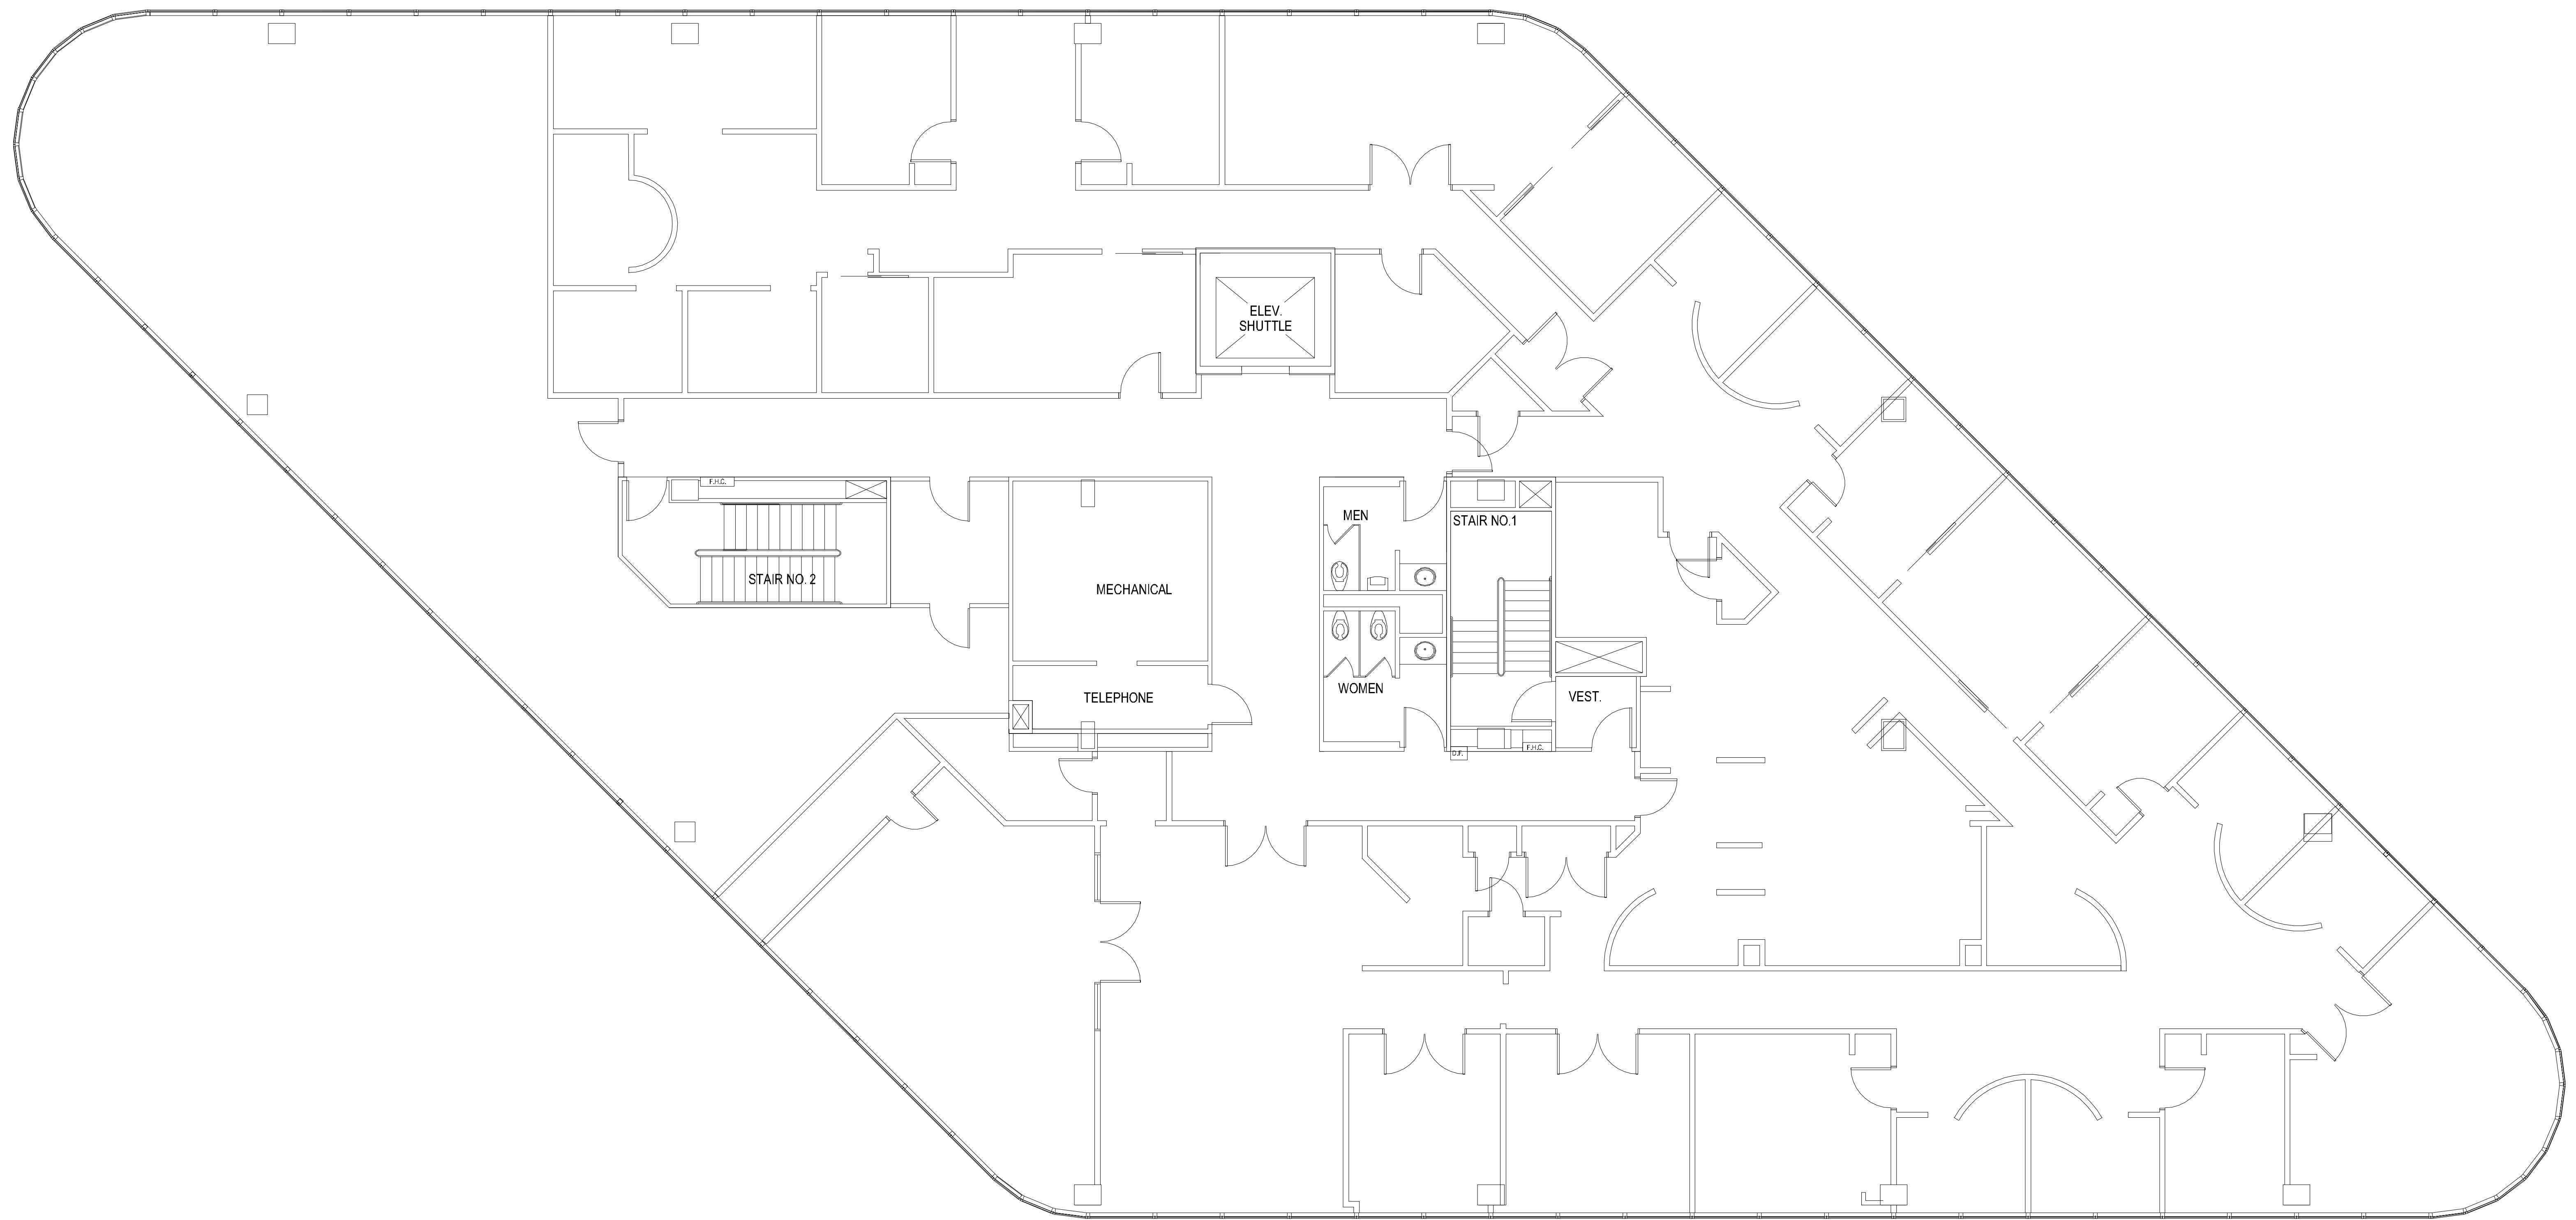 ELEV.
SHUTTLE
F.H.C.
MEN
STAIR NO.1
STAIR NO. 2
MECHANICAL
WOMEN
TELEPHONE
VEST.
D.F.
F.H.C.